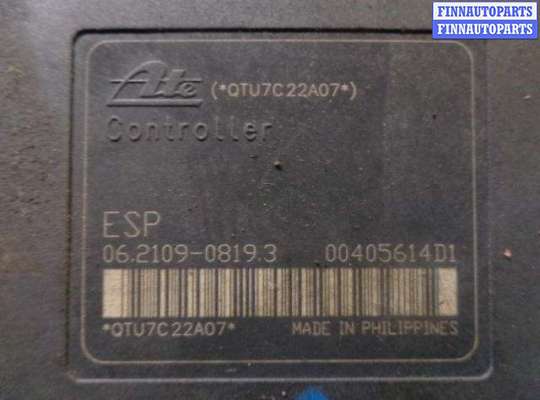 FINNAUTOPARTS
FINNAUTOPARTS
Ate (*QTU7C22A07*)
Controller
ESP
06.2109-0819.3 00405614D1
*QTU7C22A07* MADE IN PHILIPPINES